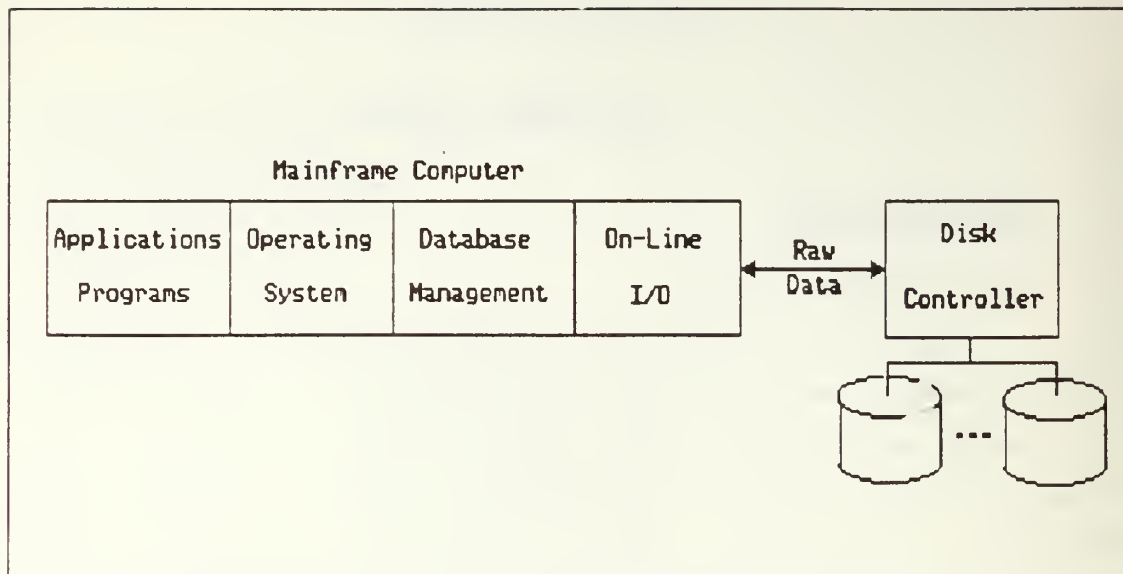 Mainframe Computer
Applications Programs
Operating System
Database Management
On-Line I/O
Raw Data
Disk Controller
...